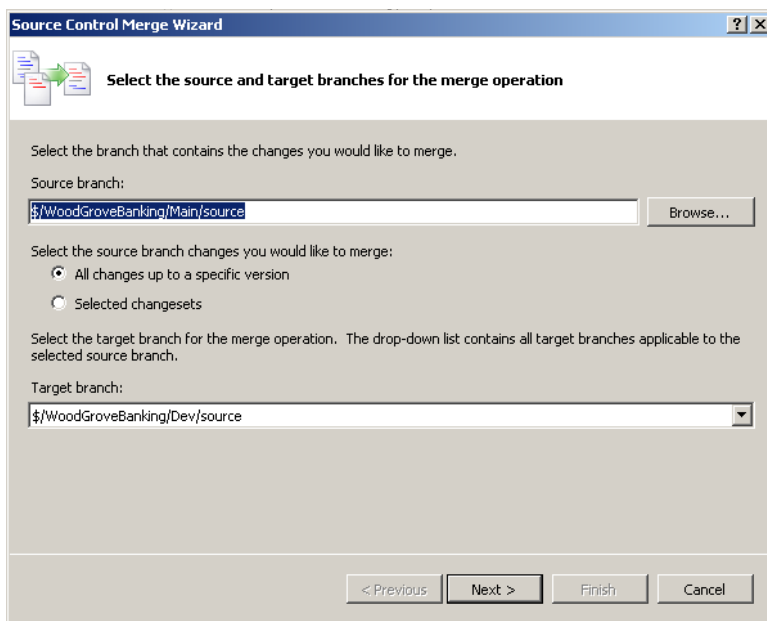 Source Control Merge Wizard
Select the source and target branches for the merge operation
Select the branch that contains the changes you would like to merge.
Source branch:
$/WoodGroveBanking/Main/source
Browse...
Select the source branch changes you would like to merge:
All changes up to a specific version
Selected changesets
Select the target branch for the merge operation.  The drop-down list contains all target branches applicable to the
selected source branch.
Target branch:
$/WoodGroveBanking/Dev/source
< Previous
Next >
Finish
Cancel